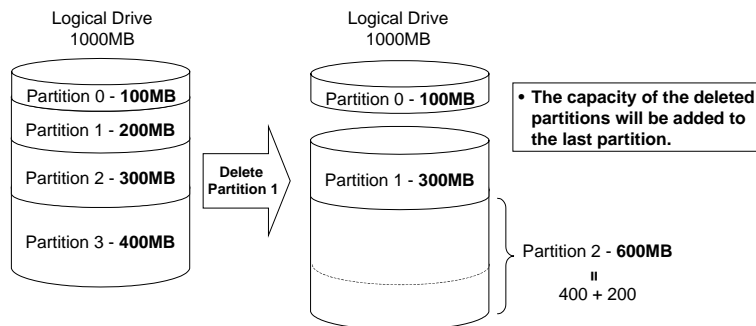 Logical Drive
1000MB
Partition 0 - 100MB
Partition 1 - 200MB
Partition 2 - 300MB
Partition 3 - 400MB
Delete
Partition 1
Logical Drive
1000MB
Partition 0 - 100MB
Partition 1 - 300MB
Partition 2 - 600MB
=
400 + 200
• The capacity of the deleted
partitions will be added to
the last partition.